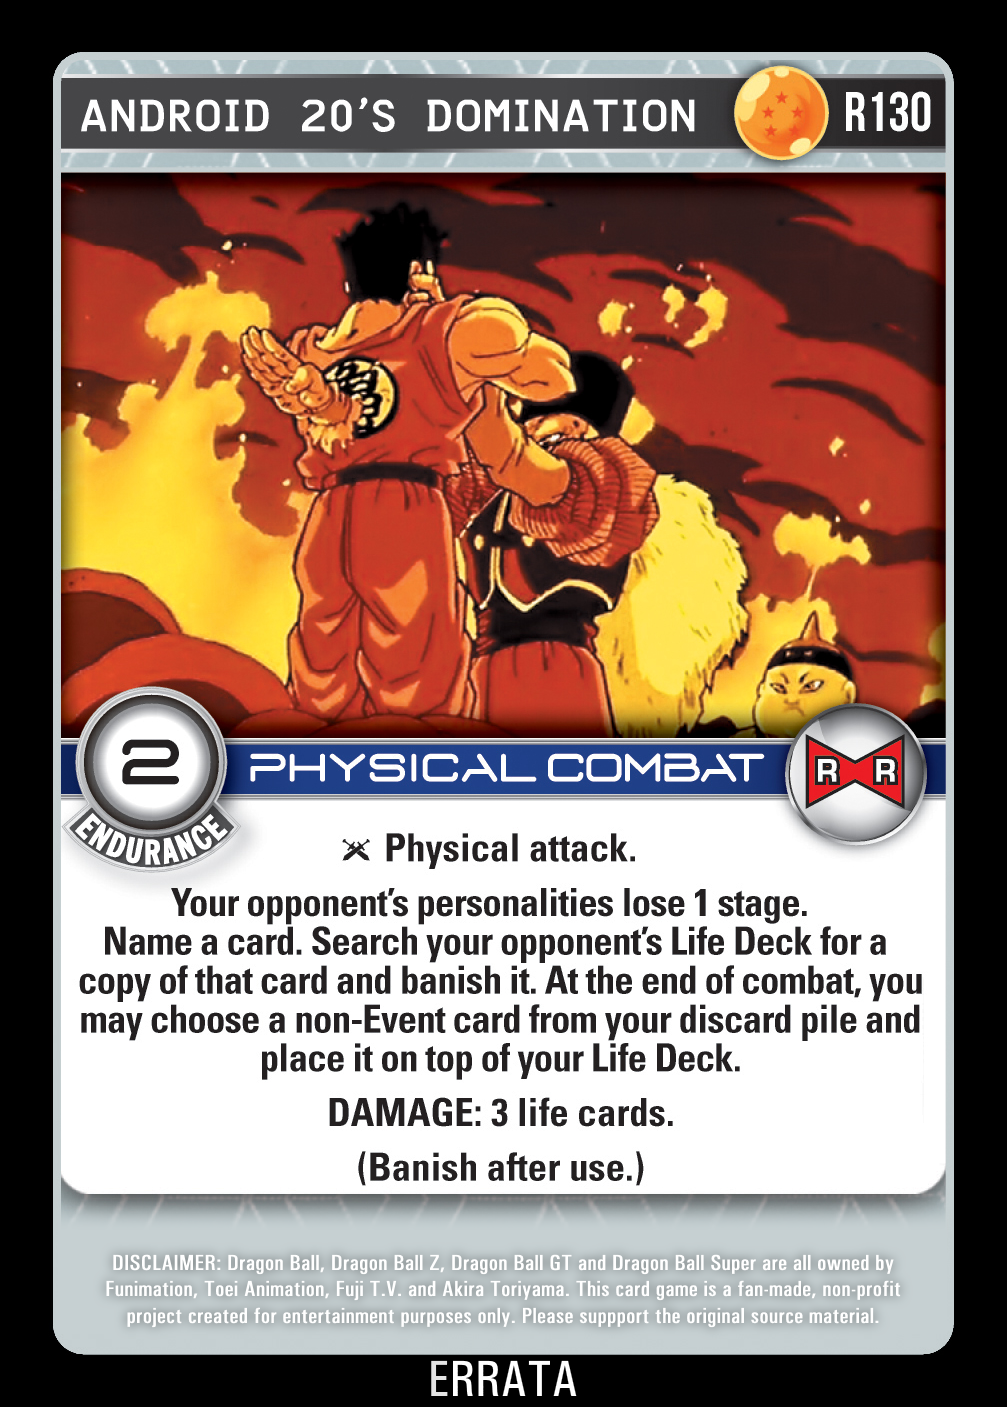 ANDROID 20'S DOMINATION
R130
2
ENDURANCE
PHYSICAL COMBAT
R R
Physical attack.
Your opponent's personalities lose 1 stage.
Name a card. Search your opponent's Life Deck for a
copy of that card and banish it. At the end of combat, you
may choose a non-Event card from your discard pile and
place it on top of your Life Deck.
DAMAGE: 3 life cards.
(Banish after use.)
DISCLAIMER: Dragon Ball, Dragon Ball Z, Dragon Ball GT and Dragon Ball Super are all owned by
Funimation, Toei Animation, Fuji T.V. and Akira Toriyama. This card game is a fan-made, non-profit
project created for entertainment purposes only. Please suppport the original source material.
ERRATA